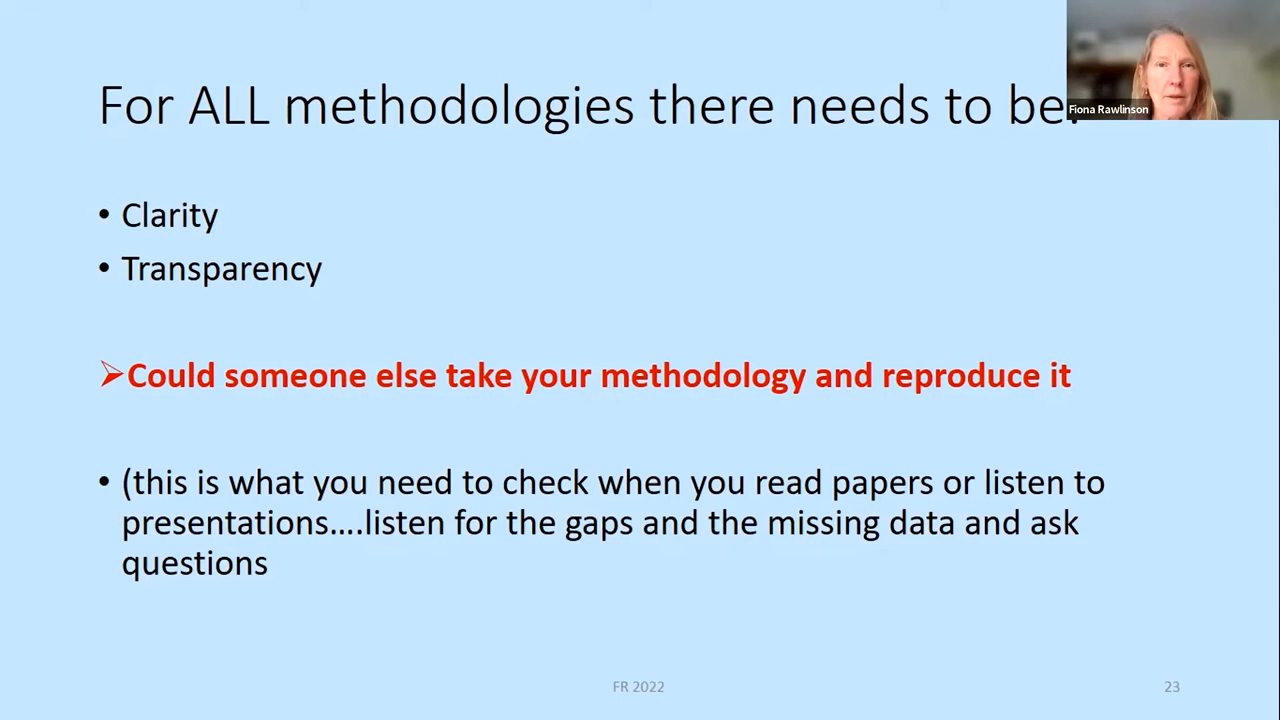 For ALL methodologies there needs to be:
Fiona Rawlinson
• Clarity
• Transparency
➢Could someone else take your methodology and reproduce it
• (this is what you need to check when you read papers or listen to
presentations….listen for the gaps and the missing data and ask
questions
FR 2022
23